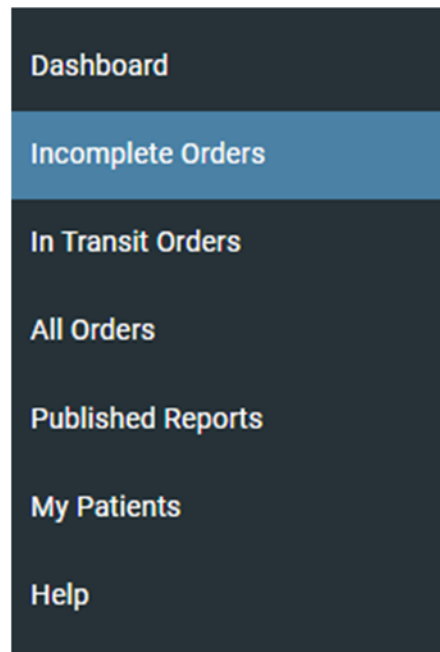 Dashboard
Incomplete Orders
In Transit Orders
All Orders
Published Reports
My Patients
Help